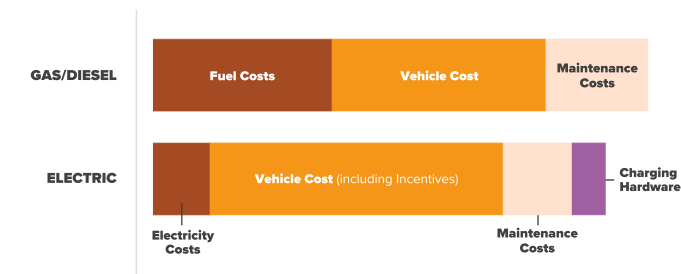 GAS/DIESEL
Fuel Costs
Vehicle Cost
Maintenance
Costs
ELECTRIC
Vehicle Cost (including Incentives)
Charging
Hardware
Electricity
Costs
Maintenance
Costs